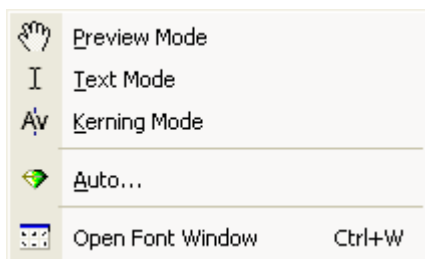 Preview Mode
Text Mode
Kerning Mode
Auto...
Open Font Window Ctrl+W